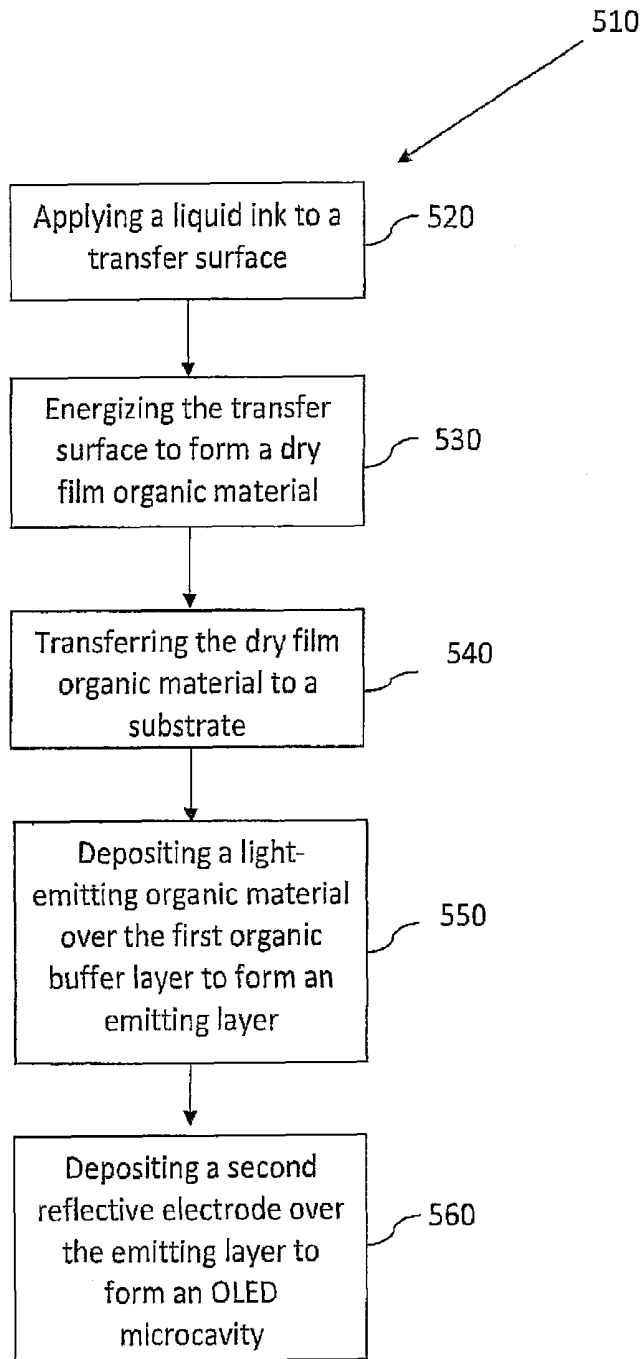 510
Applying a liquid ink to a
transfer surface
520
Energizing the transfer
surface to form a dry
film organic material
530
Transferring the dry film
organic material to a
substrate
540
Depositing a light-
emitting organic material
over the first organic
buffer layer to form an
emitting layer
550
Depositing a second
reflective electrode over
the emitting layer to
form an OLED
microcavity
560